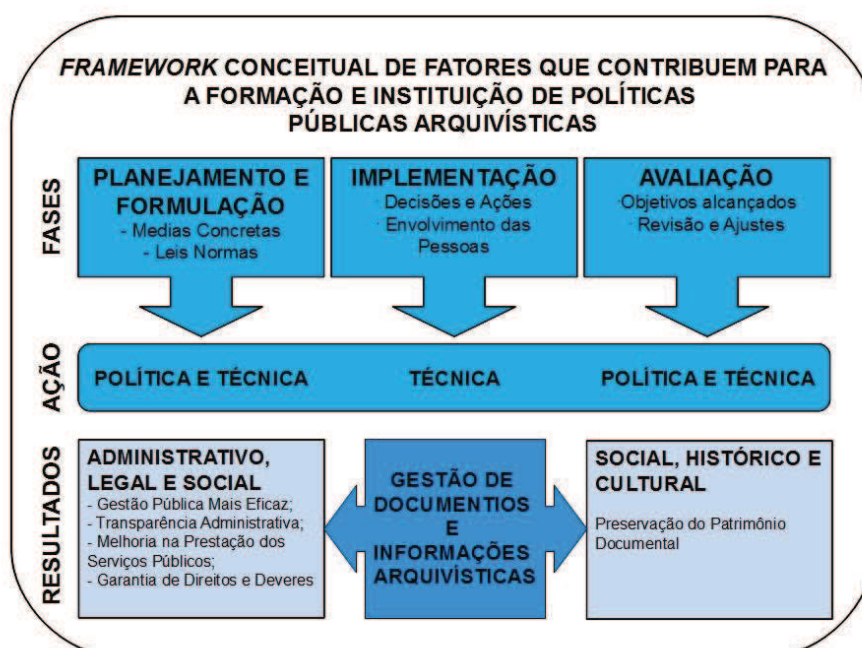 FRAMEWORK CONCEITUAL DE FATORES QUE CONTRIBUEM PARA
A FORMAÇÃO E INSTITUIÇÃO DE POLÍTICAS
PÚBLICAS ARQUIVÍSTICAS
FASES
PLANEJAMENTO E
FORMULAÇÃO
- Medias Concretas
- Leis Normas
IMPLEMENTAÇÃO
· Decisões e Ações
· Envolvimento das
Pessoas
AVALIAÇÃO
· Objetivos alcançados
· Revisão e Ajustes
AÇÃO
POLÍTICA E TÉCNICA
TÉCNICA
POLÍTICA E TÉCNICA
RESULTADOS
ADMINISTRATIVO,
LEGAL E SOCIAL
- Gestão Pública Mais Eficaz;
- Transparência Administrativa;
- Melhoria na Prestação dos
Serviços Públicos;
- Garantia de Direitos e Deveres
GESTÃO DE
DOCUMENTIOS
E
INFORMAÇÕES
ARQUIVÍSTICAS
SOCIAL, HISTÓRICO E
CULTURAL
Preservação do Patrimônio
Documental